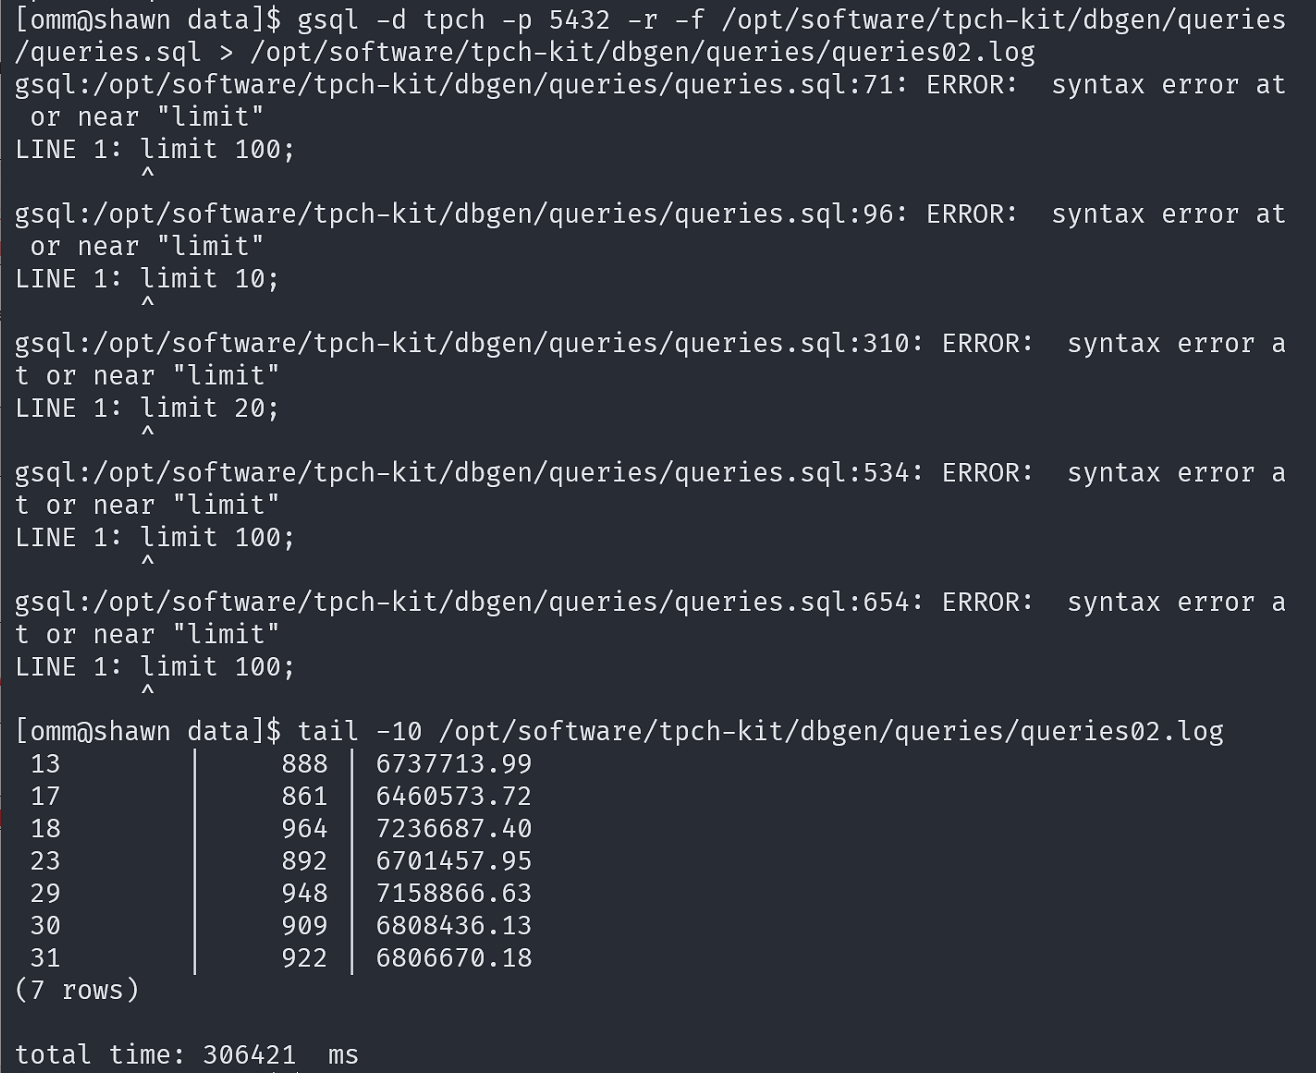 [omm@shawn data]$ gsql -d tpch -p 5432 -r -f /opt/software/tpch-kit/dbgen/queries
/queries.sql > /opt/software/tpch-kit/dbgen/queries/queries02.log
gsql:/opt/software/tpch-kit/dbgen/queries/queries.sql:71: ERROR:  syntax error at
 or near "limit"
LINE 1: limit 100;
        ^
gsql:/opt/software/tpch-kit/dbgen/queries/queries.sql:96: ERROR:  syntax error at
 or near "limit"
LINE 1: limit 10;
        ^
gsql:/opt/software/tpch-kit/dbgen/queries/queries.sql:310: ERROR:  syntax error a
t or near "limit"
LINE 1: limit 20;
        ^
gsql:/opt/software/tpch-kit/dbgen/queries/queries.sql:534: ERROR:  syntax error a
t or near "limit"
LINE 1: limit 100;
        ^
gsql:/opt/software/tpch-kit/dbgen/queries/queries.sql:654: ERROR:  syntax error a
t or near "limit"
LINE 1: limit 100;
        ^
[omm@shawn data]$ tail -10 /opt/software/tpch-kit/dbgen/queries/queries02.log
 13        |     888 | 6737713.99
 17        |     861 | 6460573.72
 18        |     964 | 7236687.40
 23        |     892 | 6701457.95
 29        |     948 | 7158866.63
 30        |     909 | 6808436.13
 31        |     922 | 6806670.18
(7 rows)
total time: 306421  ms